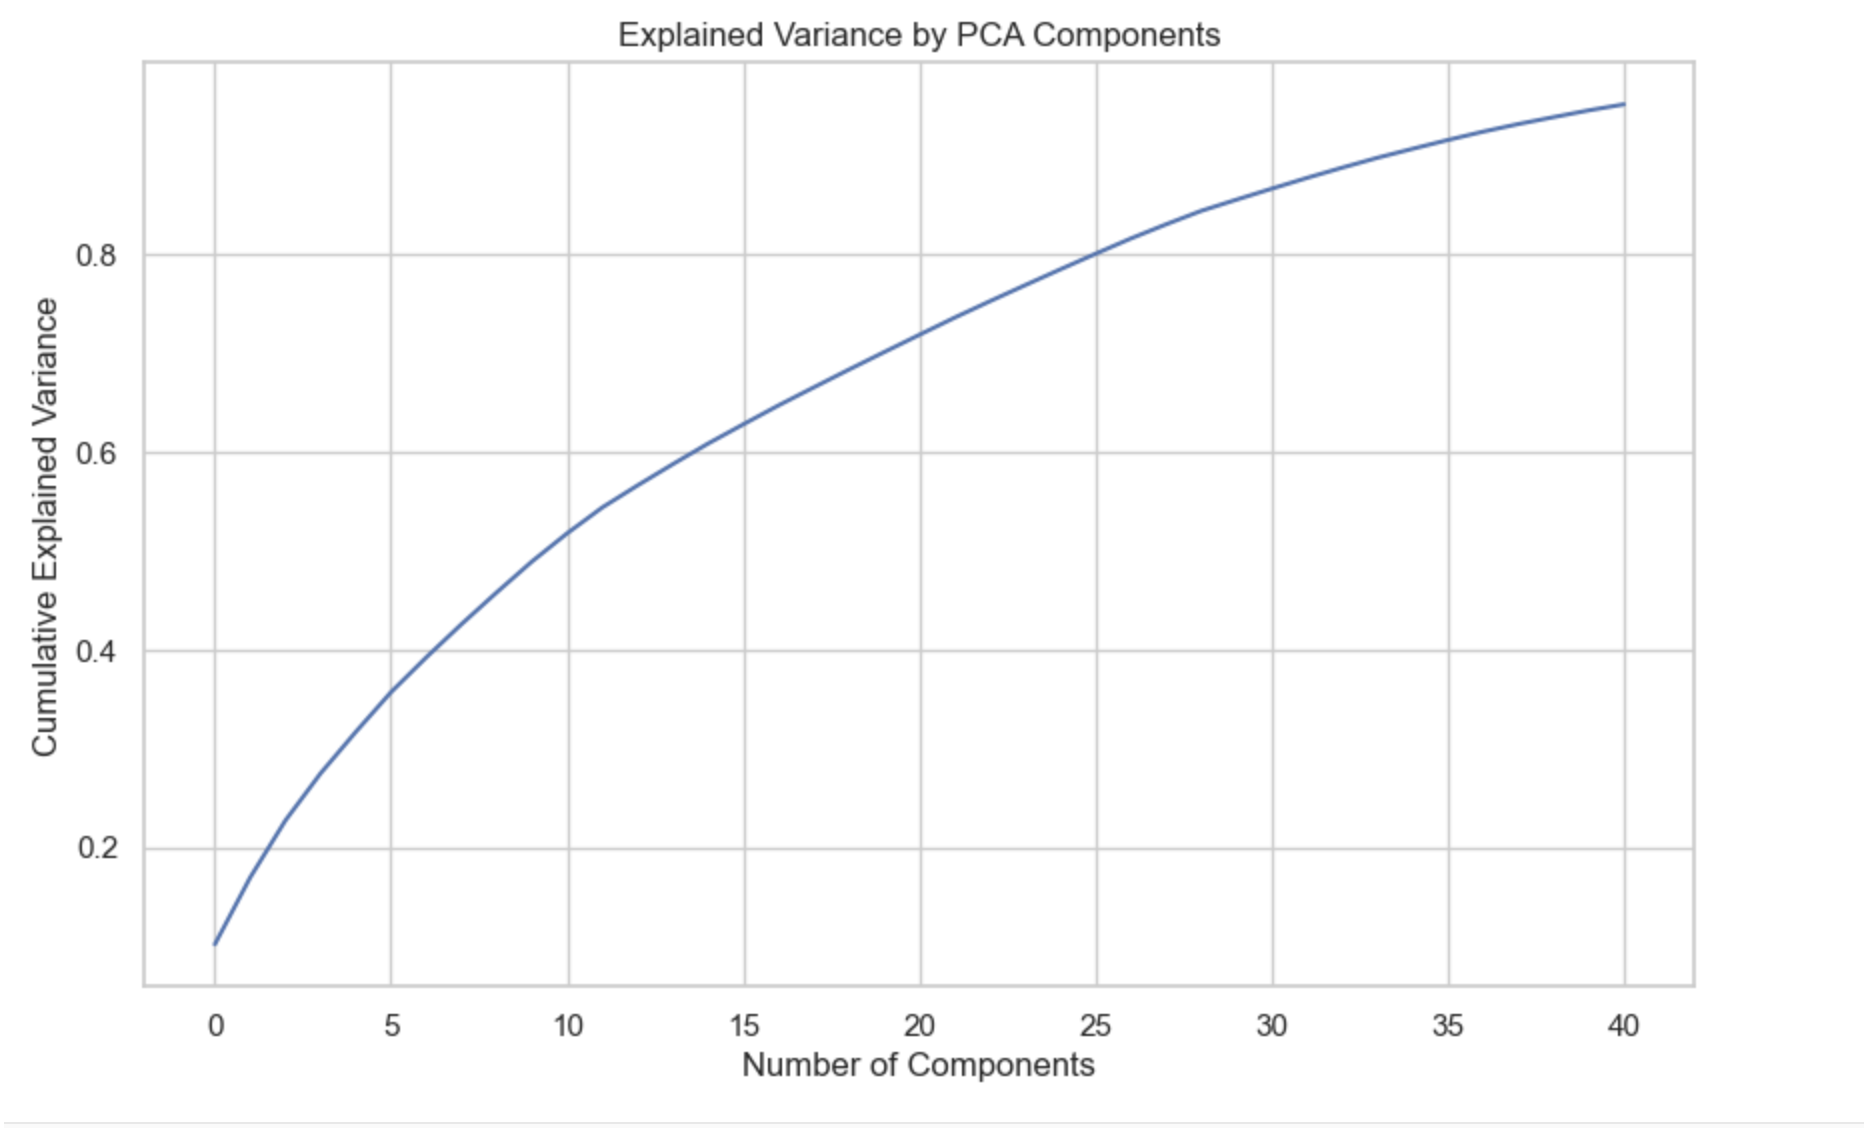 Explained Variance by PCA Components
Cumulative Explained Variance
0.8
0.6
0.4
0.2
0 5 10 15 20 25 30 35 40
Number of Components